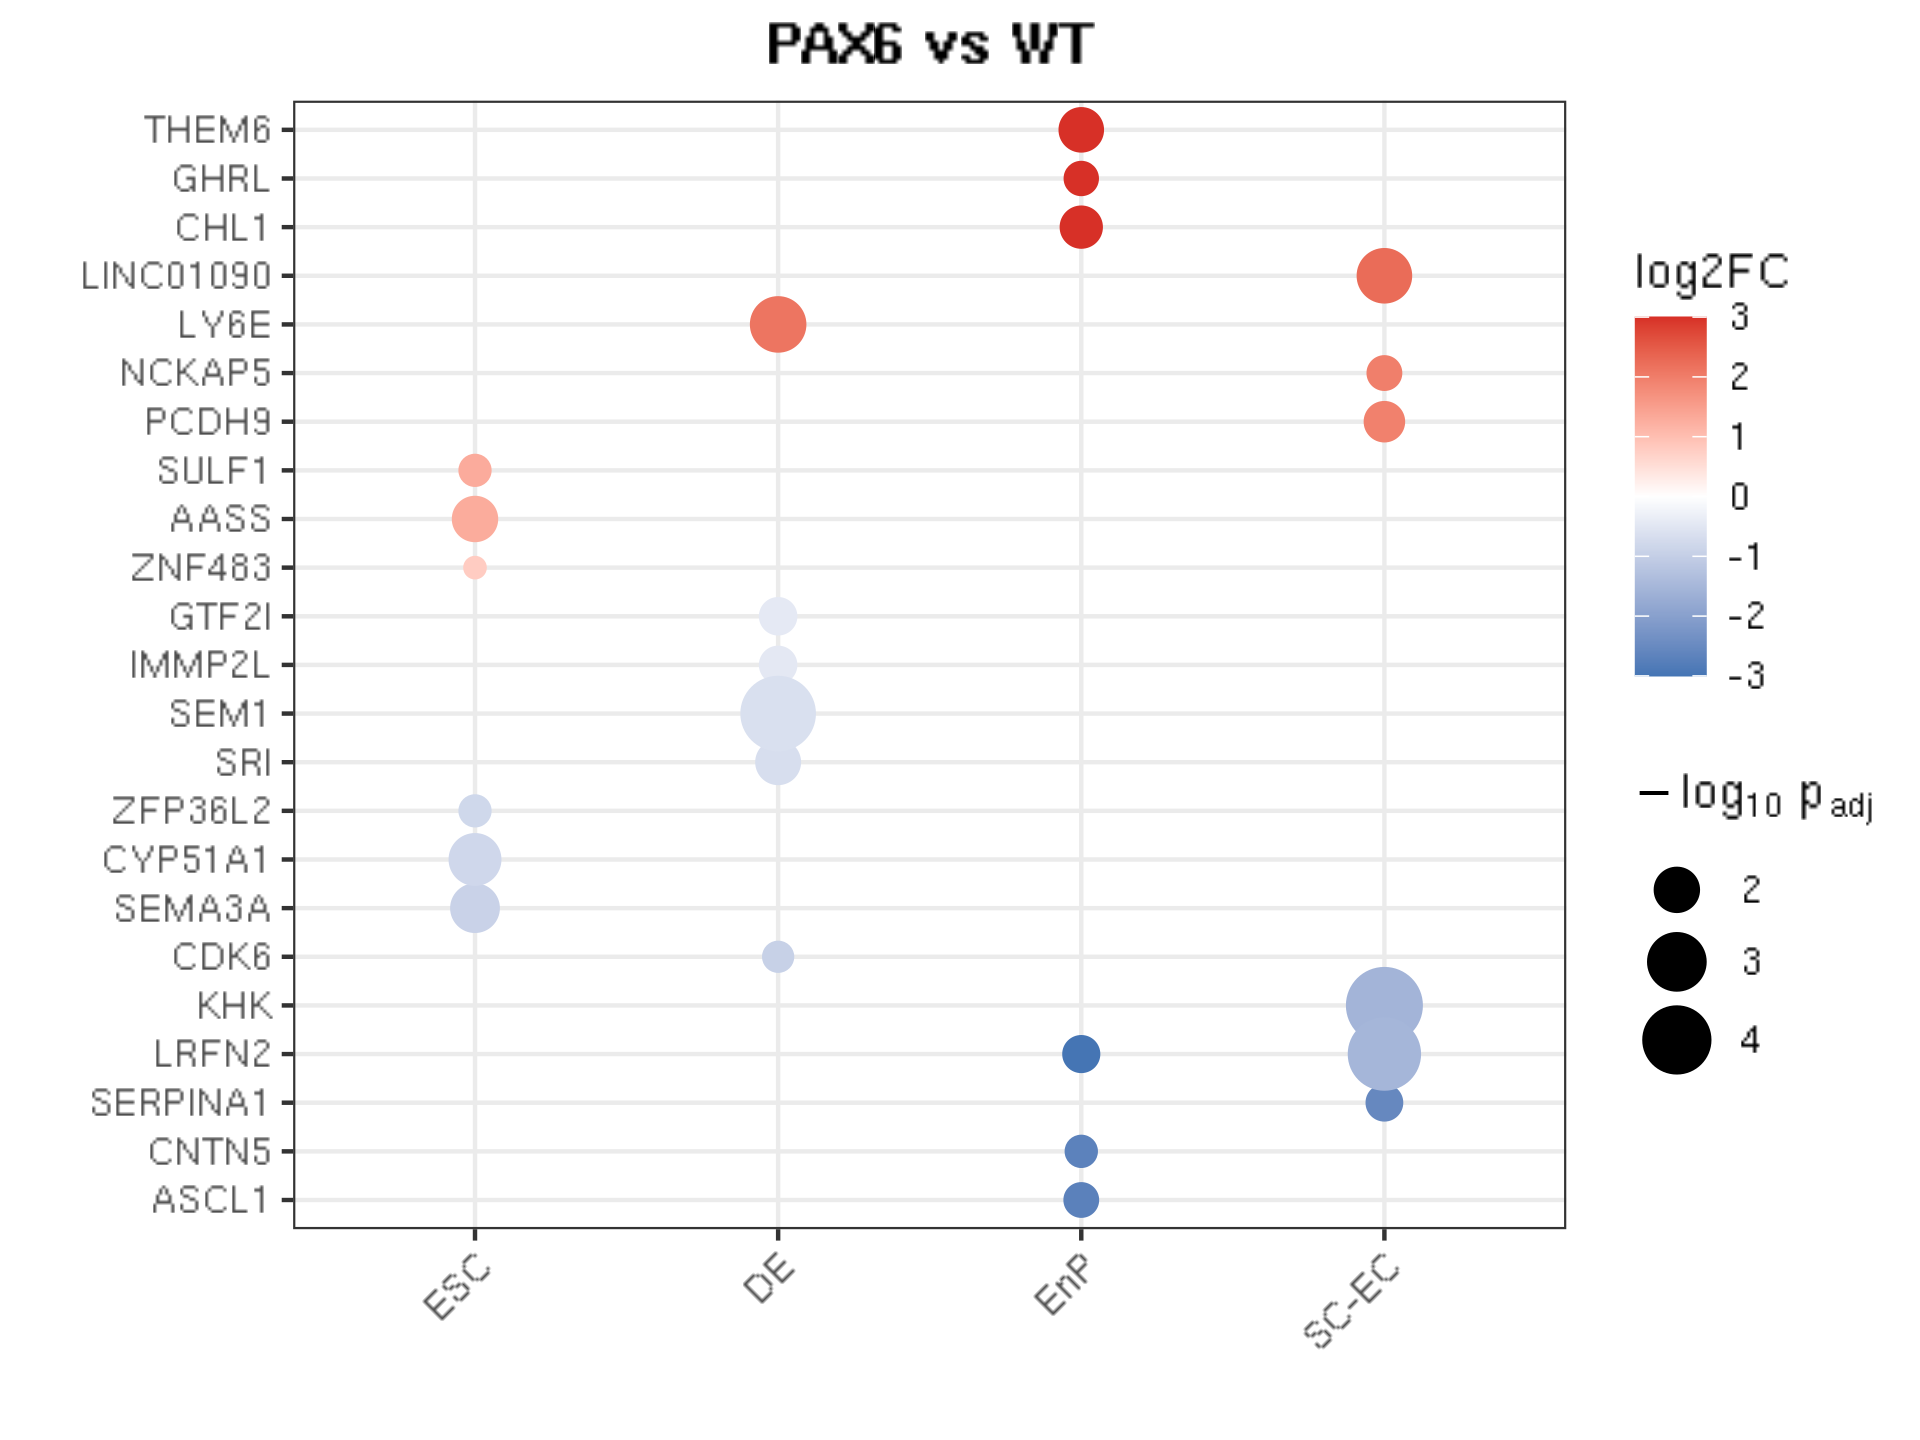 PAX6 vs WT
THEM6
GHRL
CHL1
LINC01090
LY6E
NCKAP5
PCDH9
SULF1
AASS
ZNF483
GTF2I
IMMP2L
SEM1
SRI
ZFP36L2
CYP51A1
SEMA3A
CDK6
KHK
LRFN2
SERPINA1
CNTN5
ASCL1
ESC
DE
EnP
SC-EC
log2FC
3
2
1
0
-1
-2
-3
− log10 p adj
2
3
4